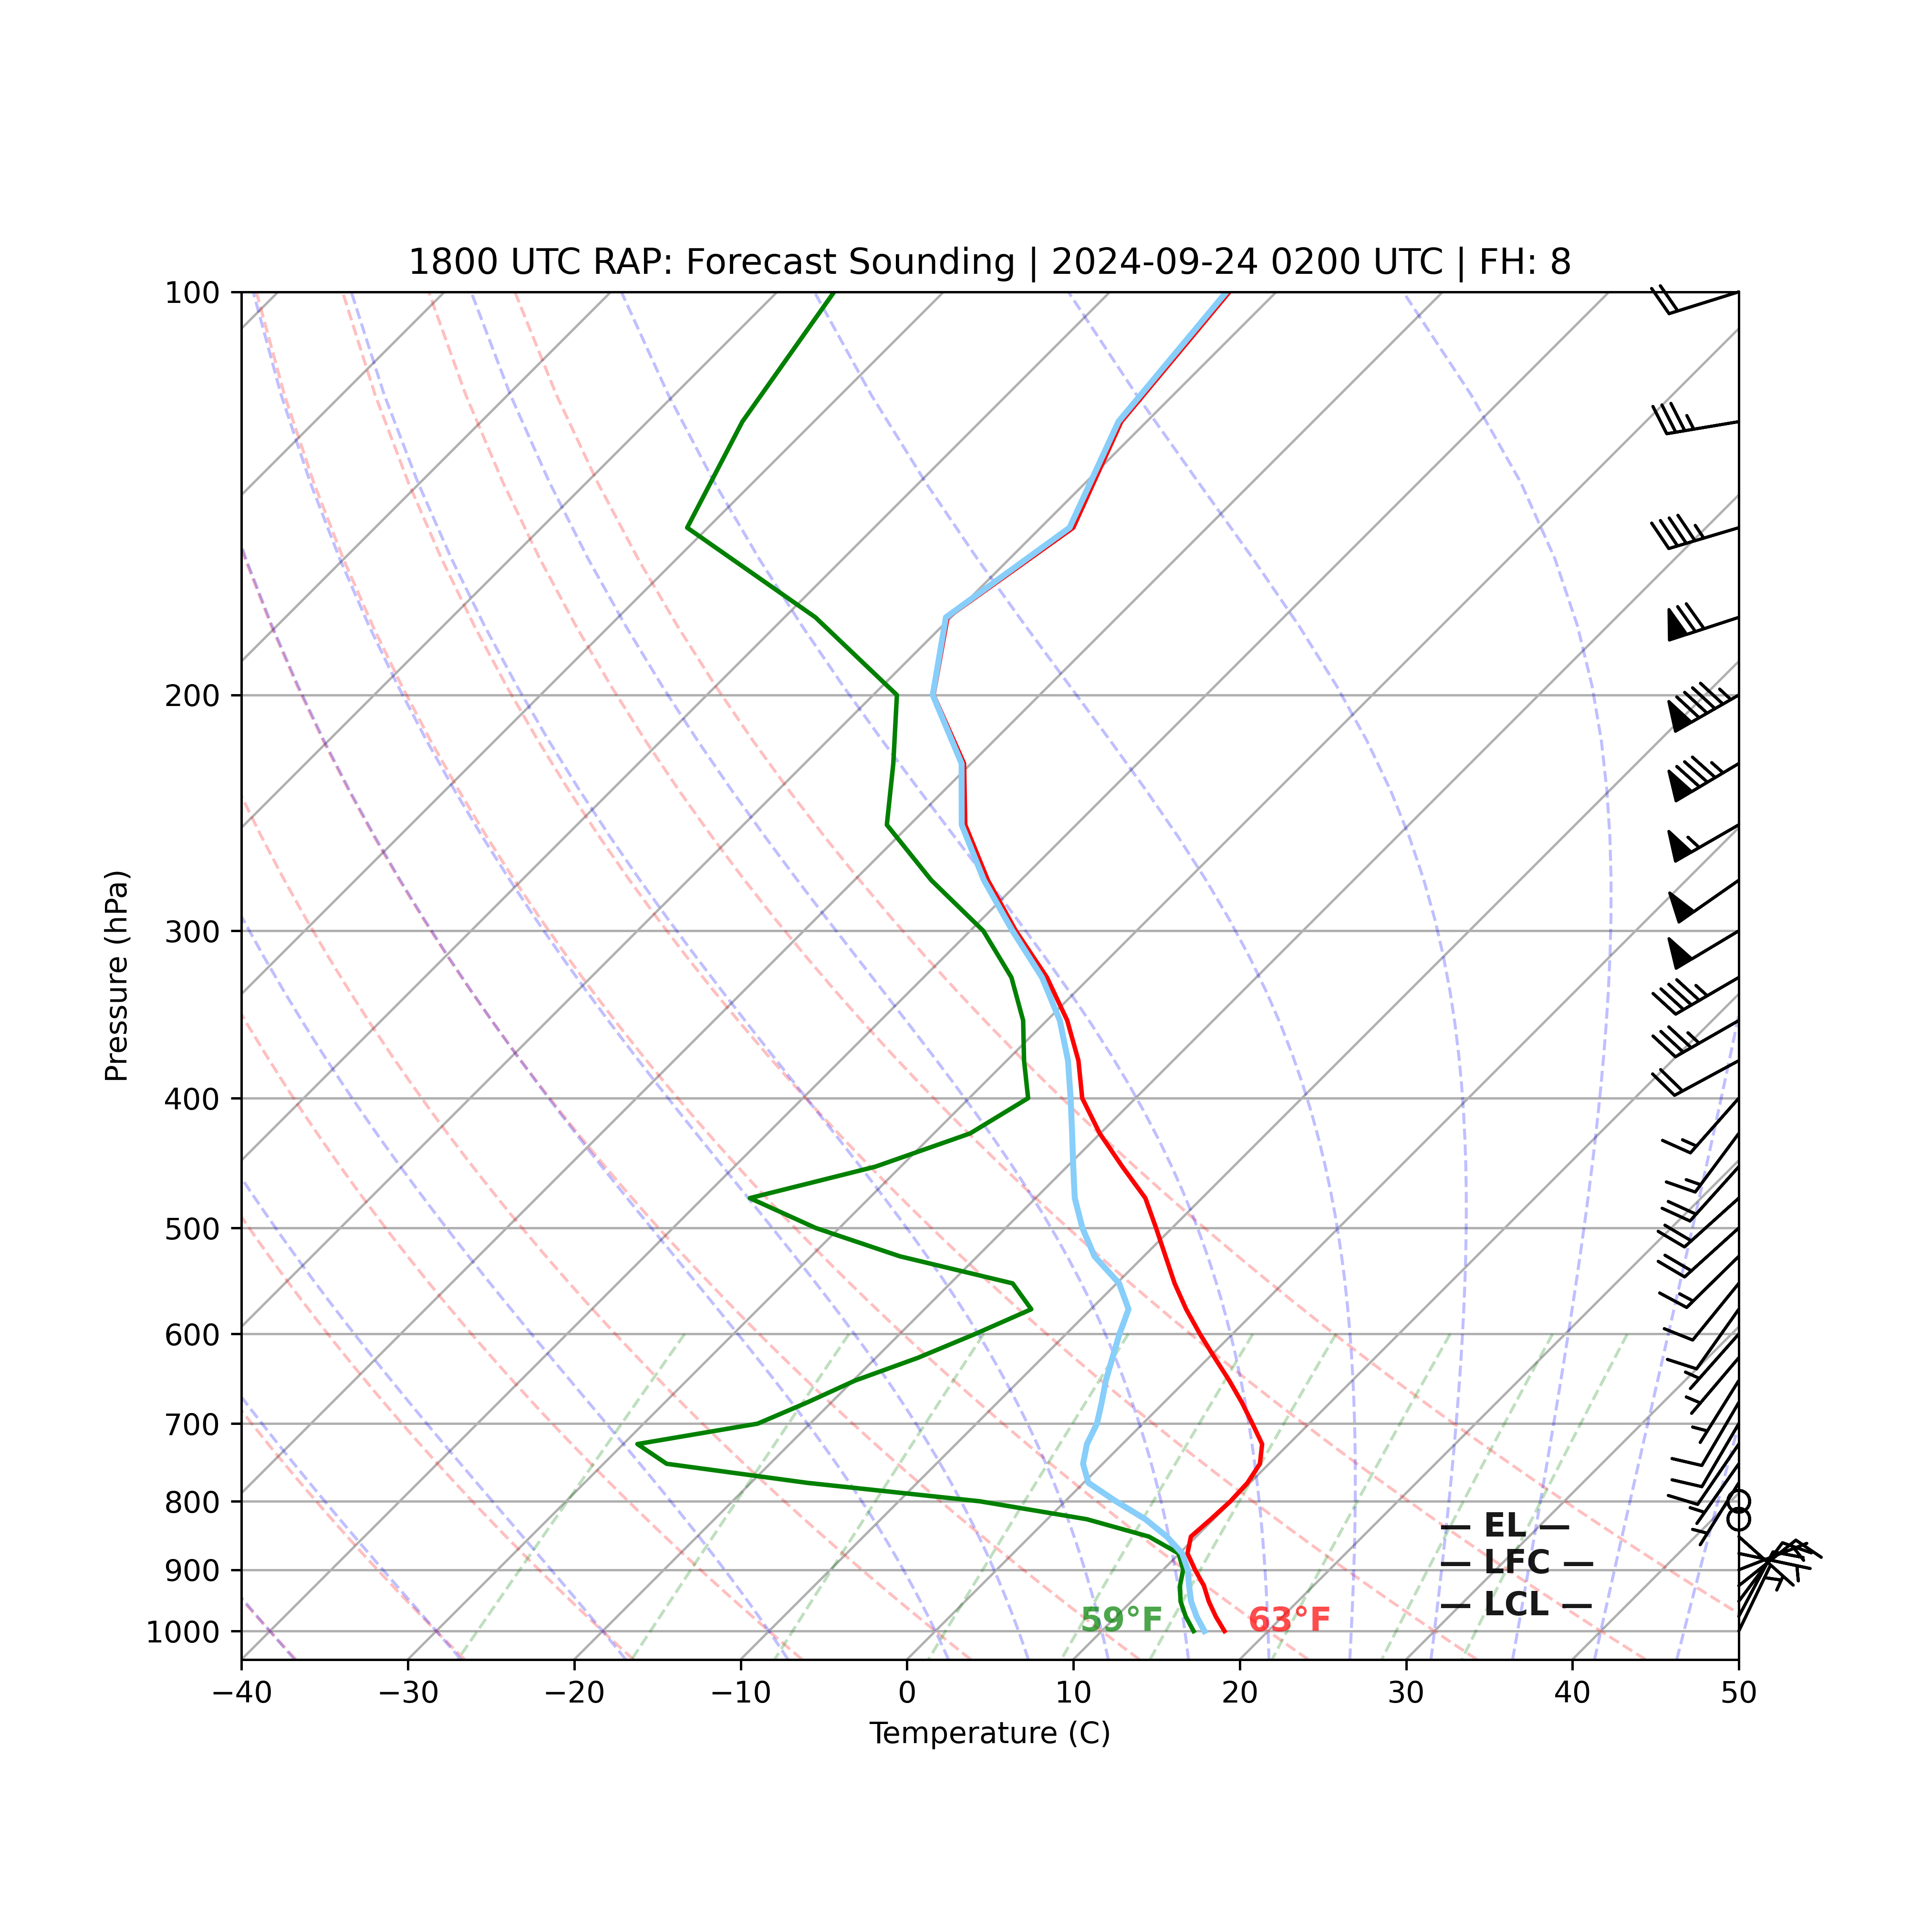 1800 UTC RAP: Forecast Sounding | 2024-09-24 0200 UTC | FH: 8
100
200
300
400
500
600
700
800
900
1000
Pressure (hPa)
— EL —
— LFC —
— LCL —
59°F 63°F
−40 −30 −20 −10 0 10 20 30 40 50
Temperature (C)